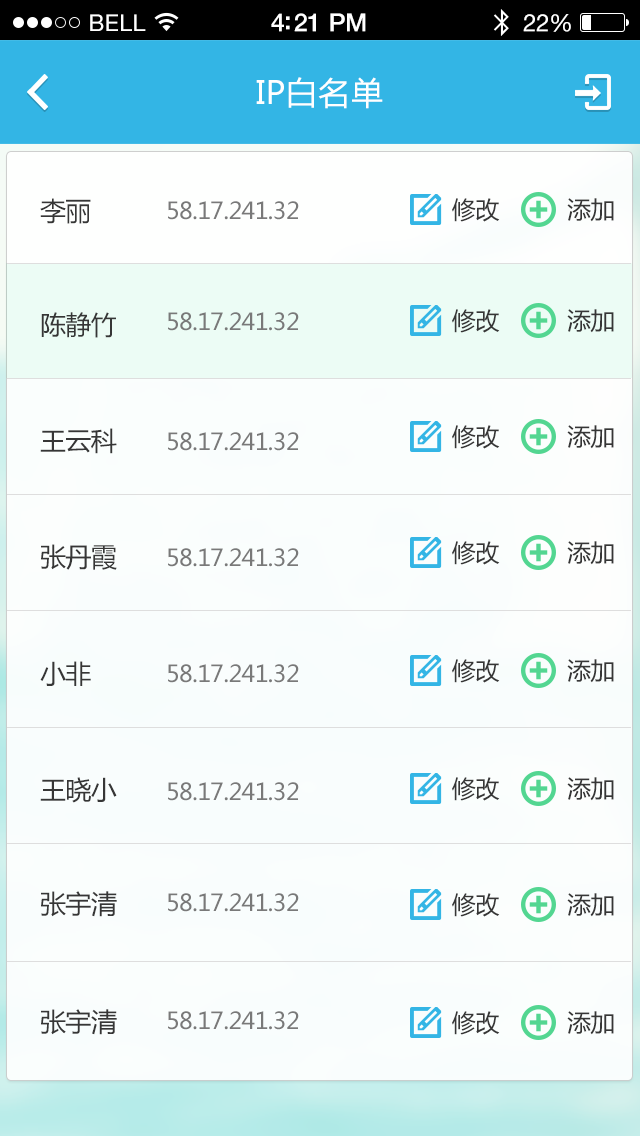 BELL 4:21 PM 22%
IP白名单
李丽 58.17.241.32 修改 添加
陈静竹 58.17.241.32 修改 添加
王云科 58.17.241.32 修改 添加
张丹霞 58.17.241.32 修改 添加
小非 58.17.241.32 修改 添加
王晓小 58.17.241.32 修改 添加
张宇清 58.17.241.32 修改 添加
张宇清 58.17.241.32 修改 添加